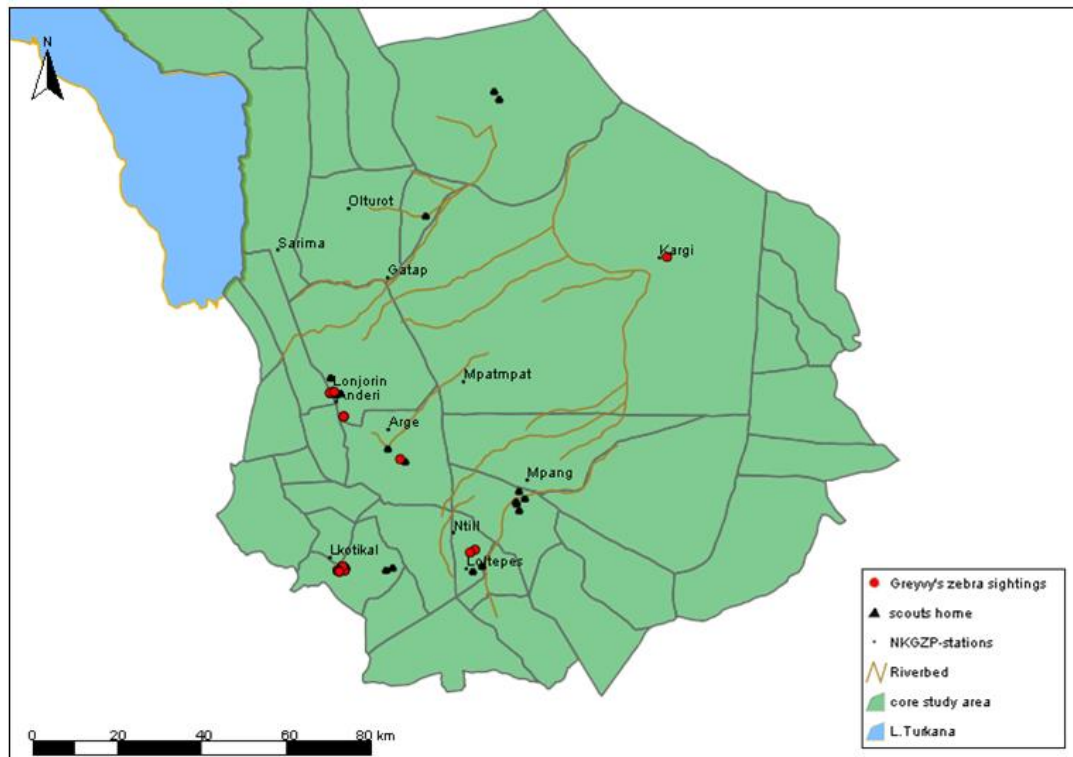 N
Olturot
Sarima
Kargi
Gatap
Lonjorin
Anderi
Mpatmpat
Arge
Mpang
Ntill
Lkotikal
Loltepes
Greyvy's zebra sightings
scouts home
NKGZP-stations
Riverbed
core study area
L.Turkana
0 20 40 60 80 km